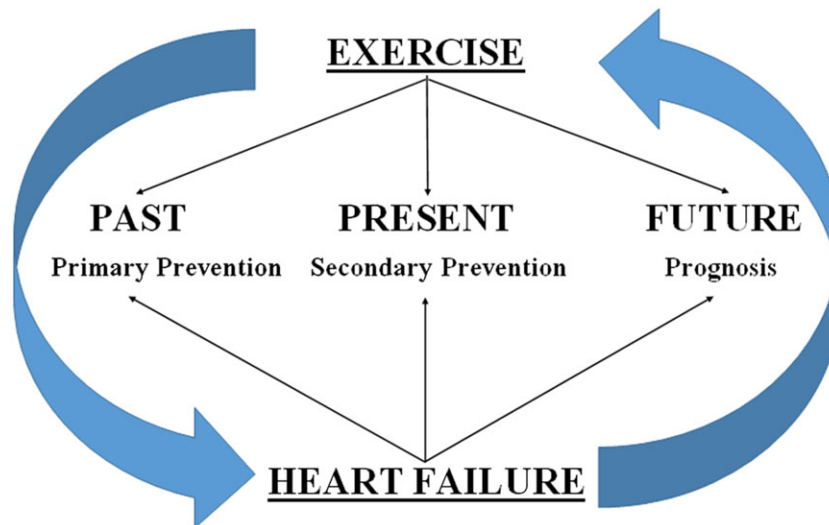 EXERCISE
PAST PRESENT FUTURE
Primary Prevention Secondary Prevention Prognosis
HEART FAILURE